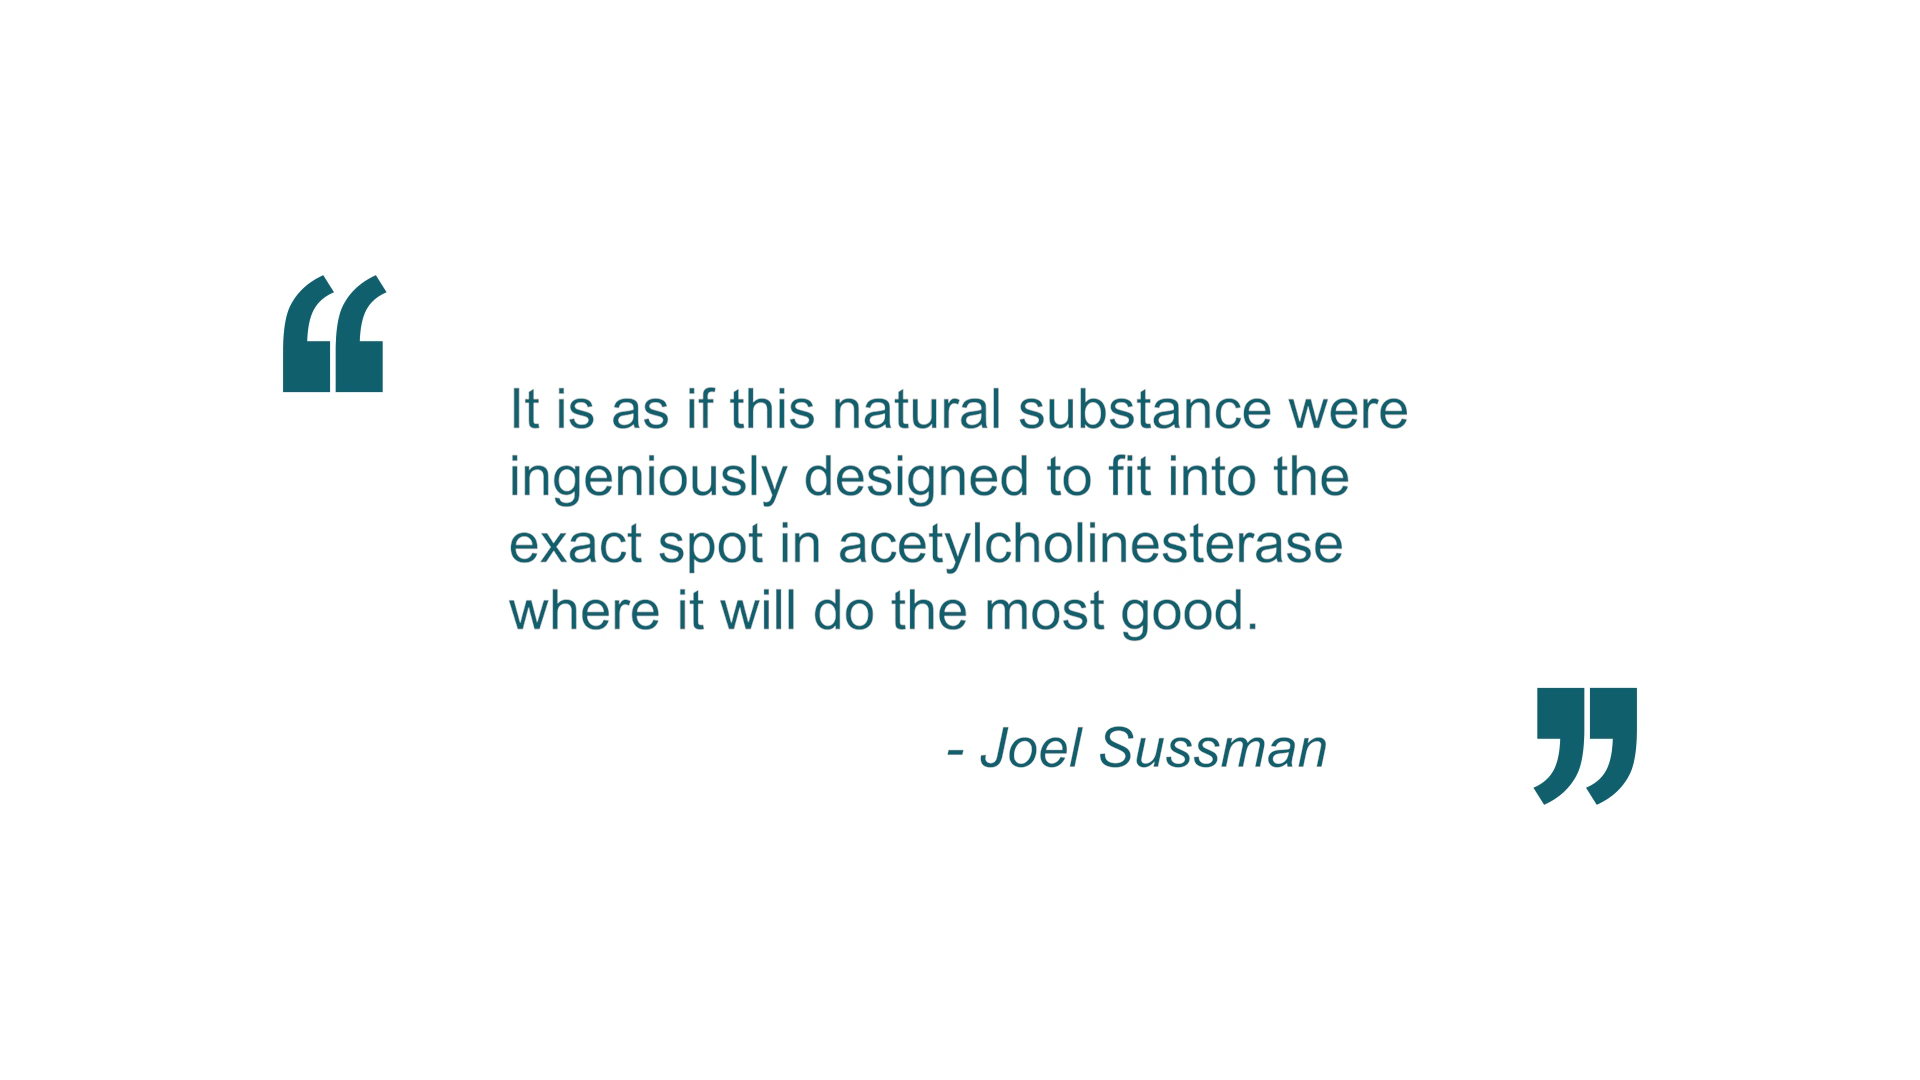 “
It is as if this natural substance were
ingeniously designed to fit into the
exact spot in acetylcholinesterase
where it will do the most good.
- Joel Sussman
”